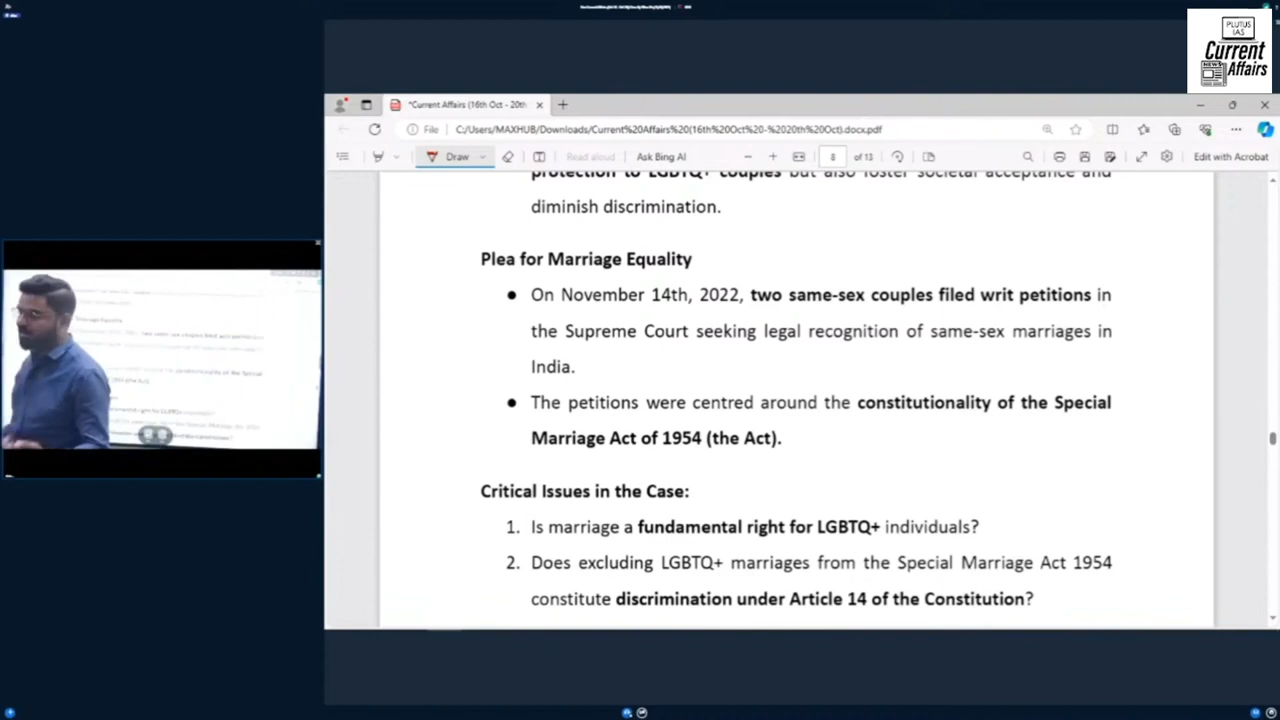 PLUTUS
IAS
Current
NEWS
Affairs
*Current Affairs (16th Oct - 20th
File
C:/Users/MAXHUB/Downloads/Current%20Affairs%20(16th%20Oct%20-%2020th%20Oct).docx.pdf
Draw
Read aloud
Ask Bing AI
8
of 13
Edit with Acrobat
protection to LGBTQ+ couples but also foster societal acceptance and
diminish discrimination.
Plea for Marriage Equality
● On November 14th, 2022, two same-sex couples filed writ petitions in
the Supreme Court seeking legal recognition of same-sex marriages in
India.
● The petitions were centred around the constitutionality of the Special
Marriage Act of 1954 (the Act).
Critical Issues in the Case:
1. Is marriage a fundamental right for LGBTQ+ individuals?
2. Does excluding LGBTQ+ marriages from the Special Marriage Act 1954
constitute discrimination under Article 14 of the Constitution?